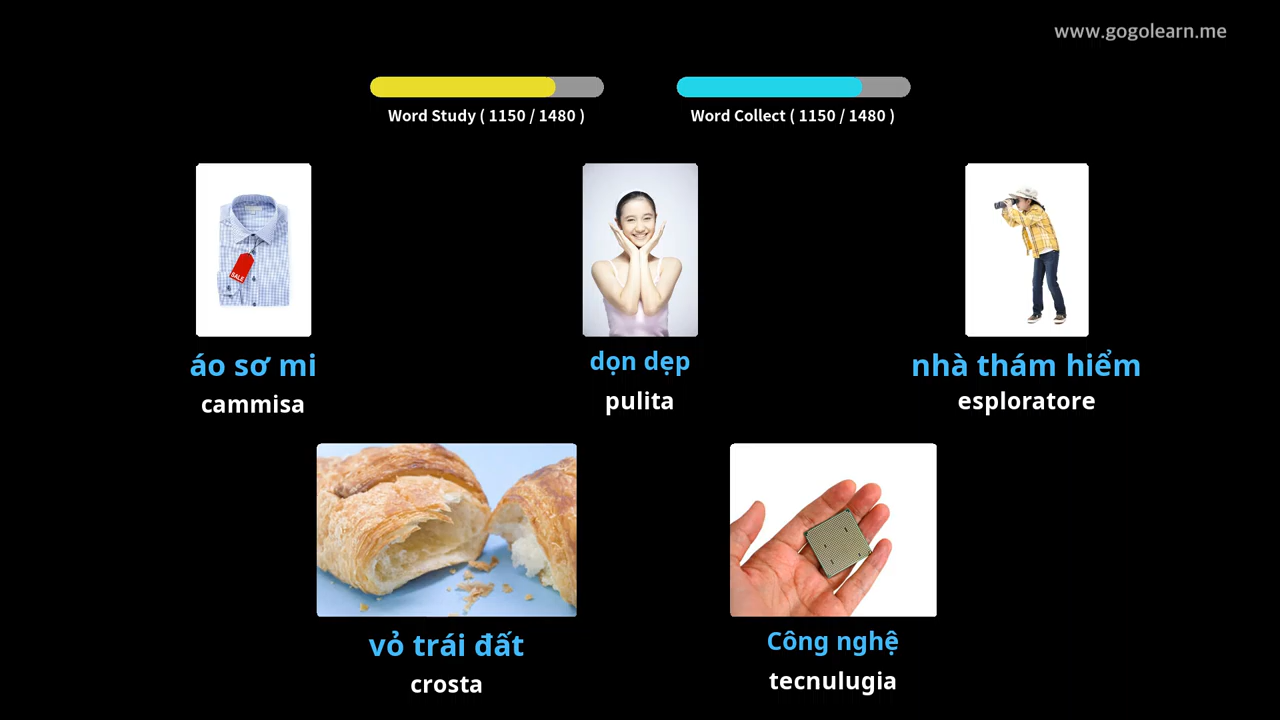 www.gogolearn.me
Word Study ( 1150 / 1480 )
Word Collect ( 1150 / 1480 )
SALE
áo sơ mi
cammisa
dọn dẹp
pulita
nhà thám hiểm
esploratore
vỏ trái đất
crosta
Công nghệ
tecnulugia